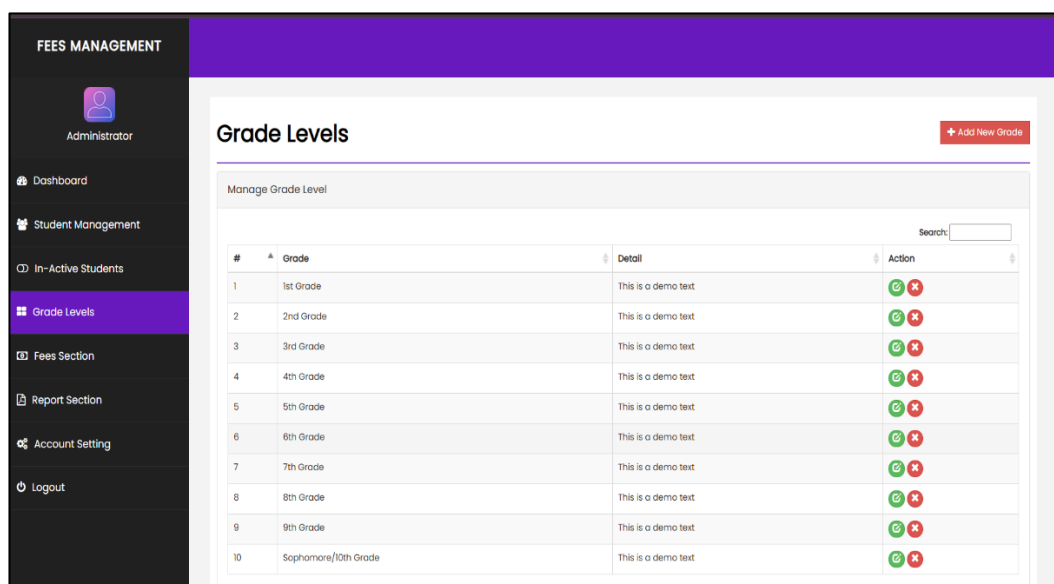 FEES MANAGEMENT
Administrator
Dashboard
Student Management
In-Active Students
Grade Levels
Fees Section
Report Section
Account Setting
Logout
Grade Levels
Add New Grade
Manage Grade Level
Search:
# Grade Detail Action
1 1st Grade This is a demo text
2 2nd Grade This is a demo text
3 3rd Grade This is a demo text
4 4th Grade This is a demo text
5 5th Grade This is a demo text
6 6th Grade This is a demo text
7 7th Grade This is a demo text
8 8th Grade This is a demo text
9 9th Grade This is a demo text
10 Sophomore/10th Grade This is a demo text